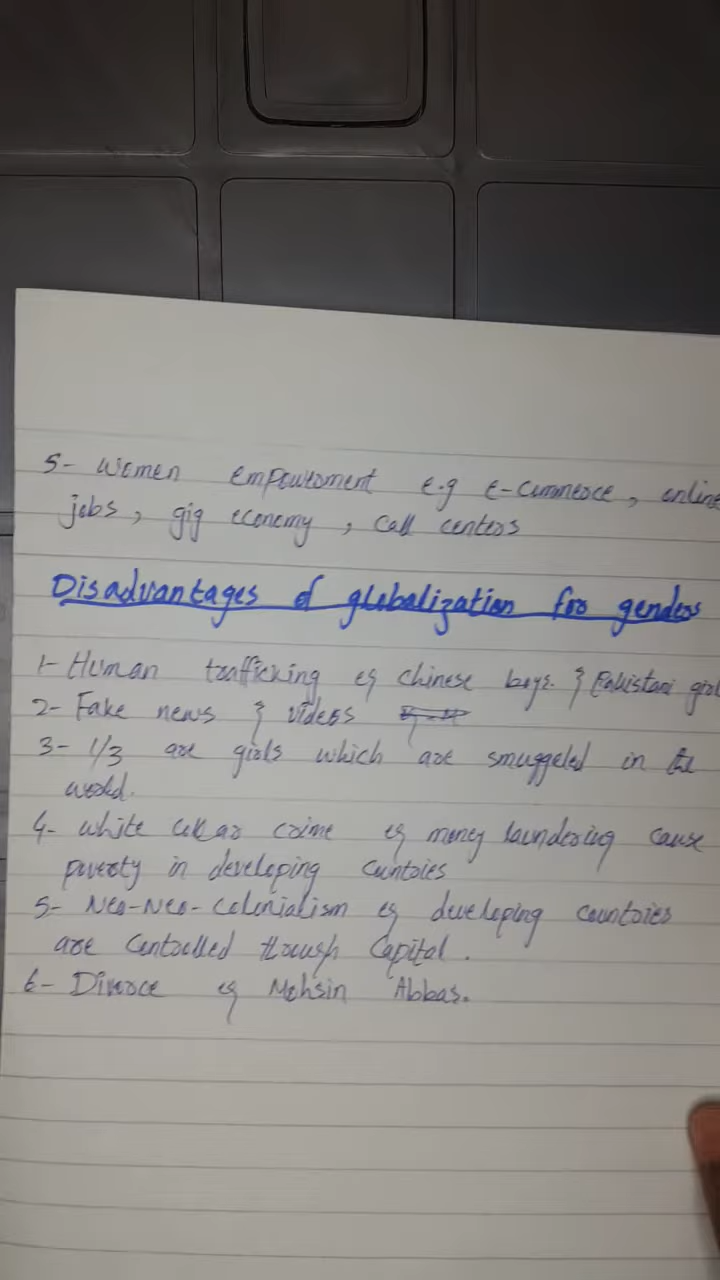 5- Women empowerment e.g e-commerce, online
jobs, gig economy, call centers
Disadvantages of globalization for genders
1- Human trafficking eg Chinese boys & Pakistani girl
2- Fake news & videos
3- 1/3 are girls which are smuggeled in the
world.
4- white collar crime eg money laundering cause
poverty in developing countries
5- Neo-Neo-Colonialism eg developing countries
are controlled through Capital.
6- Divorce eg Mohsin Abbas.